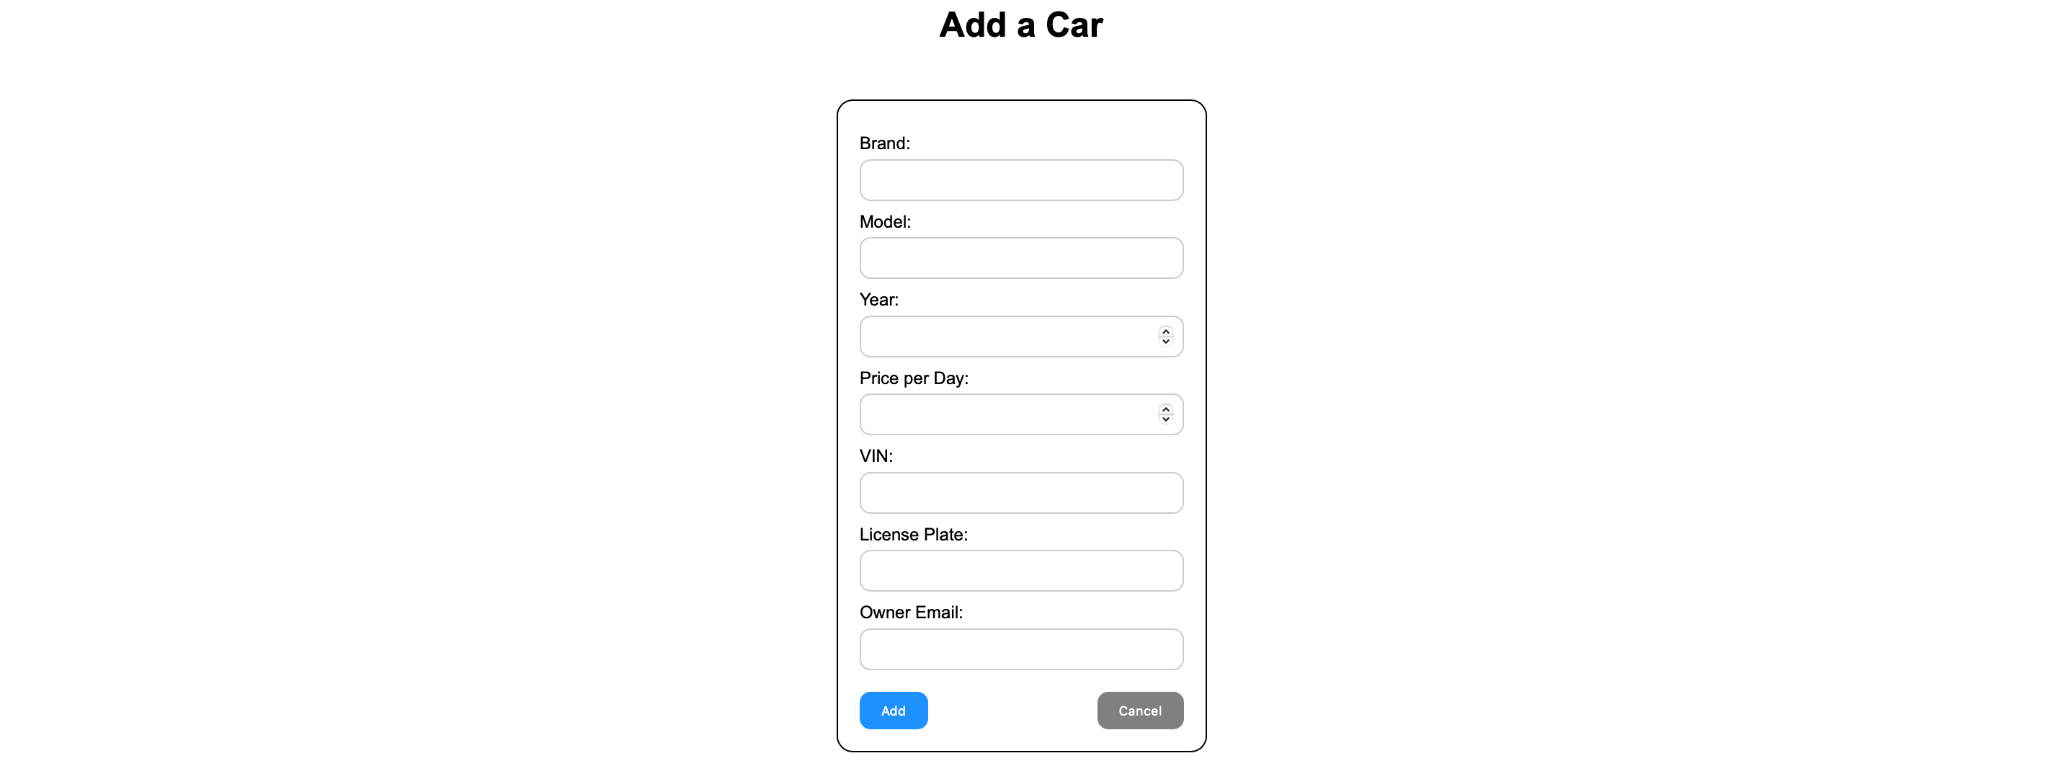 Add a Car
Brand:
Model:
Year:
Price per Day:
VIN:
License Plate:
Owner Email:
Add
Cancel